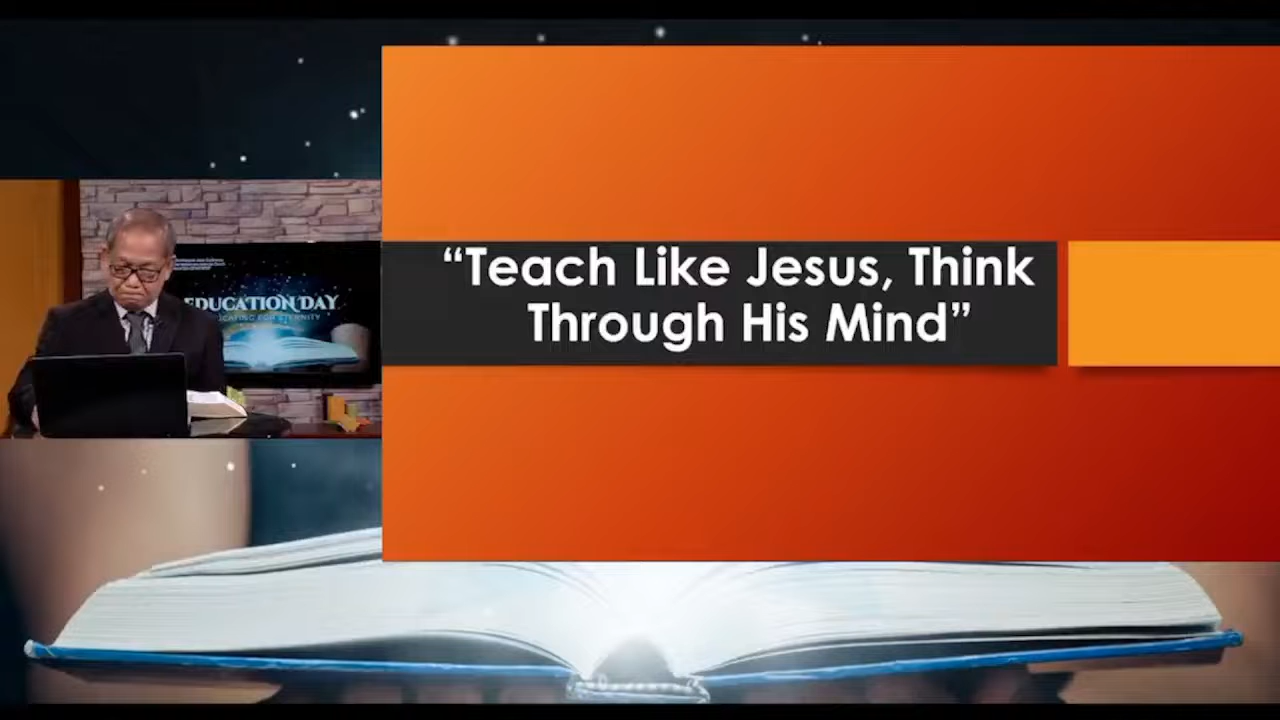 EDUCATION DAY
“Teach Like Jesus, Think
Through His Mind”